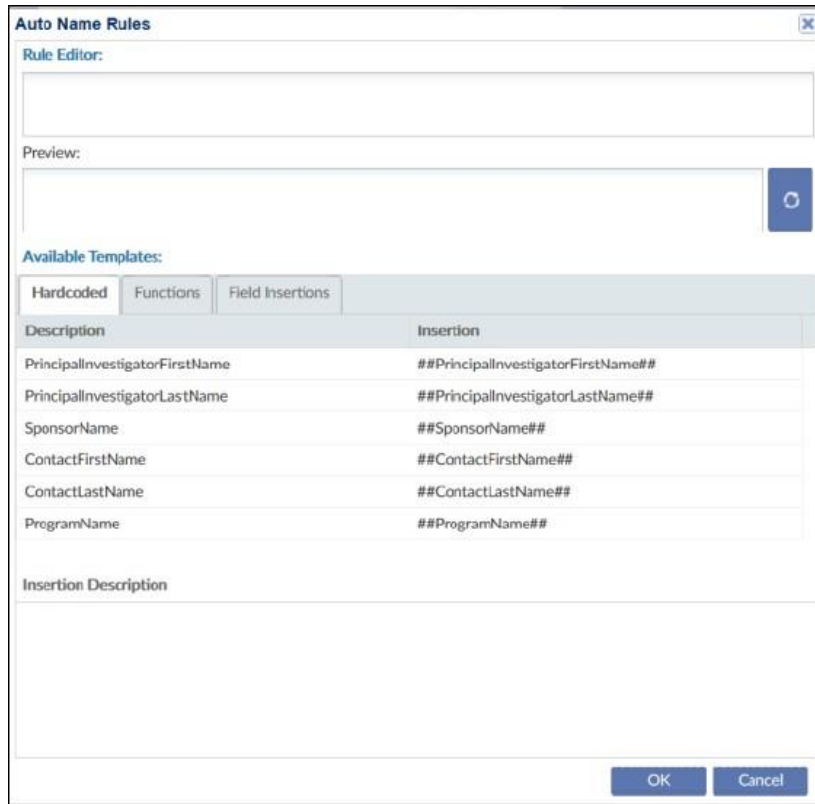 Auto Name Rules
Rule Editor:
Preview:
Available Templates:
Hardcoded Functions Field Insertions
Description Insertion
PrincipalInvestigatorFirstName ##PrincipalInvestigatorFirstName##
PrincipalInvestigatorLastName ##PrincipalInvestigatorLastName##
SponsorName ##SponsorName##
ContactFirstName ##ContactFirstName##
ContactLastName ##ContactLastName##
ProgramName ##ProgramName##
Insertion Description
OK Cancel